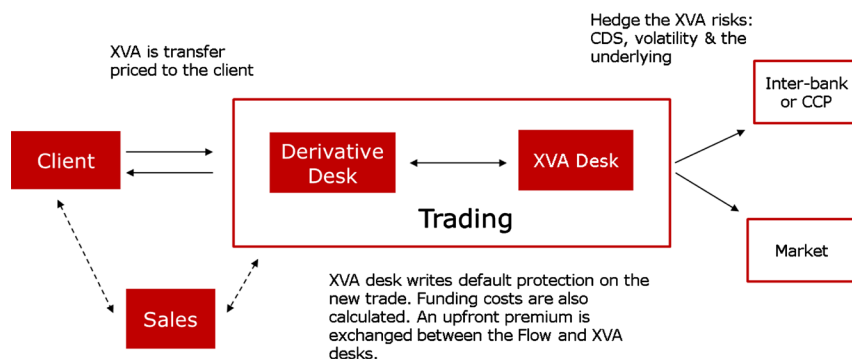 Hedge the XVA risks:
CDS, volatility & the
underlying
XVA is transfer
priced to the client
Inter-bank
or CCP
Client
Derivative
Desk
XVA Desk
Trading
Market
Sales
XVA desk writes default protection on the
new trade. Funding costs are also
calculated. An upfront premium is
exchanged between the Flow and XVA
desks.